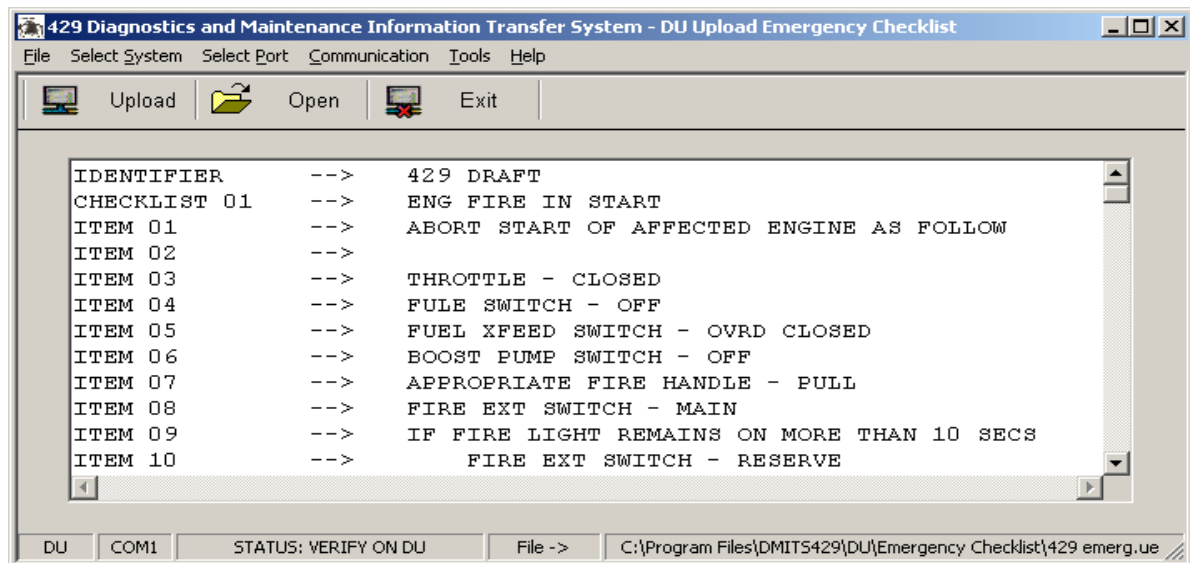 429 Diagnostics and Maintenance Information Transfer System - DU Upload Emergency Checklist
File Select System Select Port Communication Tools Help
Upload Open Exit
IDENTIFIER --> 429 DRAFT
CHECKLIST 01 --> ENG FIRE IN START
ITEM 01 --> ABORT START OF AFFECTED ENGINE AS FOLLOW
ITEM 02 -->
ITEM 03 --> THROTTLE - CLOSED
ITEM 04 --> FULE SWITCH - OFF
ITEM 05 --> FUEL XFEED SWITCH - OVRD CLOSED
ITEM 06 --> BOOST PUMP SWITCH - OFF
ITEM 07 --> APPROPRIATE FIRE HANDLE - PULL
ITEM 08 --> FIRE EXT SWITCH - MAIN
ITEM 09 --> IF FIRE LIGHT REMAINS ON MORE THAN 10 SECS
ITEM 10 --> FIRE EXT SWITCH - RESERVE
DU COM1 STATUS: VERIFY ON DU File -> C:\Program Files\DMITS429\DU\Emergency Checklist\429 emerg.ue